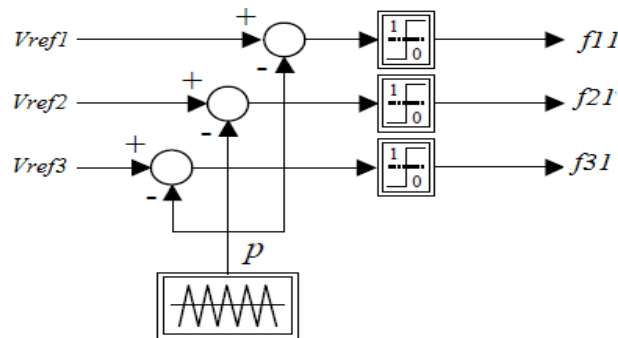 Vref1 + - 1 0 f11
Vref2 + - 1 0 f21
Vref3 + - 1 0 f31
p